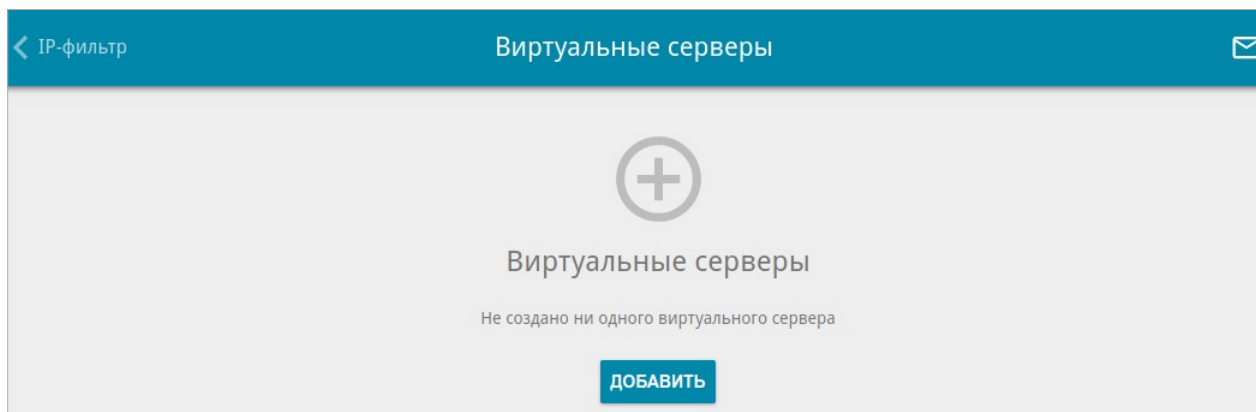 IP-фильтр
Виртуальные серверы
Виртуальные серверы
Не создано ни одного виртуального сервера
ДОБАВИТЬ